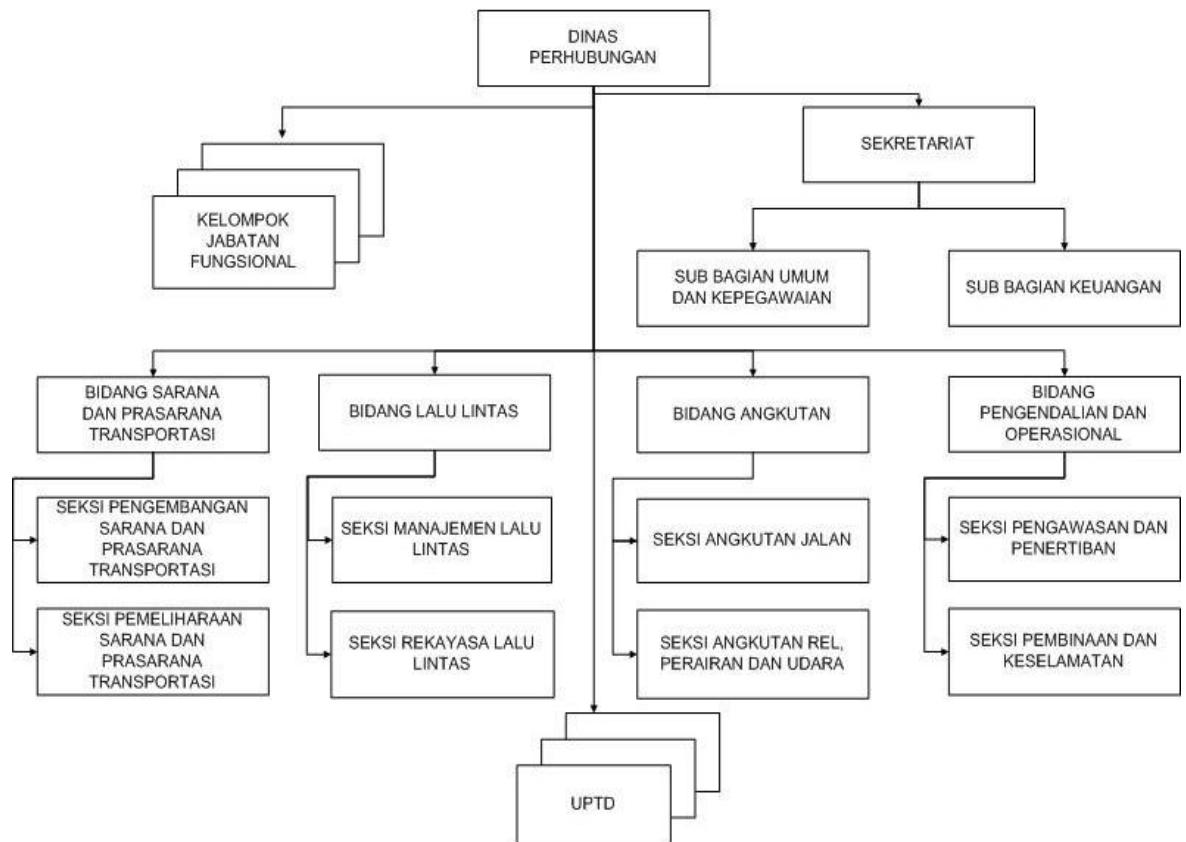 DINAS
PERHUBUNGAN
SEKRETARIAT
KELOMPOK
JABATAN
FUNGSIONAL
SUB BAGIAN UMUM
DAN KEPEGAWAIAN
SUB BAGIAN KEUANGAN
BIDANG SARANA
DAN PRASARANA
TRANSPORTASI
BIDANG LALU LINTAS
BIDANG ANGKUTAN
BIDANG
PENGENDALIAN DAN
OPERASIONAL
SEKSI PENGEMBANGAN
SARANA DAN
PRASARANA
TRANSPORTASI
SEKSI MANAJEMEN LALU
LINTAS
SEKSI ANGKUTAN JALAN
SEKSI PENGAWASAN DAN
PENERTIBAN
SEKSI PEMELIHARAAN
SARANA DAN
PRASARANA
TRANSPORTASI
SEKSI REKAYASA LALU
LINTAS
SEKSI ANGKUTAN REL,
PERAIRAN DAN UDARA
SEKSI PEMBINAAN DAN
KESELAMATAN
UPTD